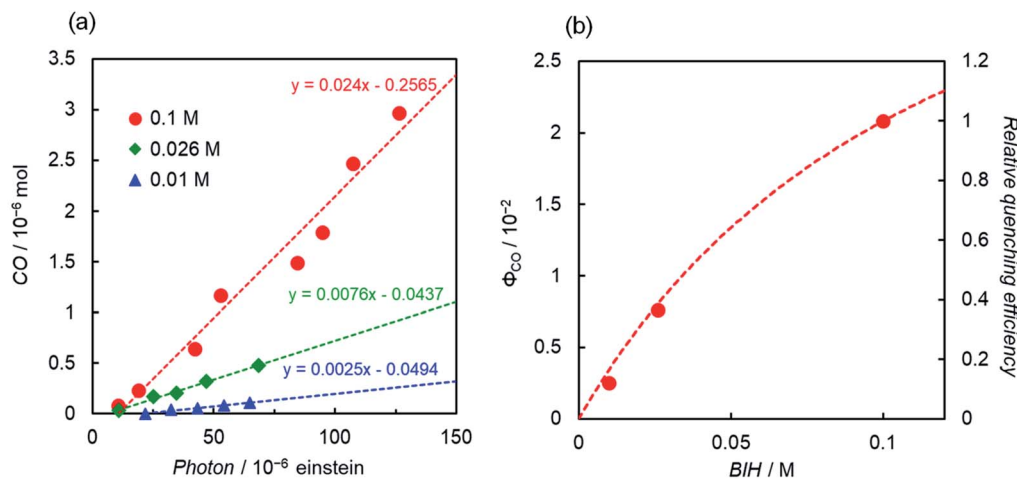 (a)
3.5
3
2.5
2
1.5
1
0.5
0
0
50
100
150
CO / 10⁻⁶ mol
Photon / 10⁻⁶ einstein
0.1 M
0.026 M
0.01 M
y = 0.024x - 0.2565
y = 0.0076x - 0.0437
y = 0.0025x - 0.0494
(b)
2.5
2
1.5
1
0.5
0
0
0.05
0.1
Φ_CO / 10⁻²
BIH / M
1.2
1
0.8
0.6
0.4
0.2
0
Relative quenching efficiency